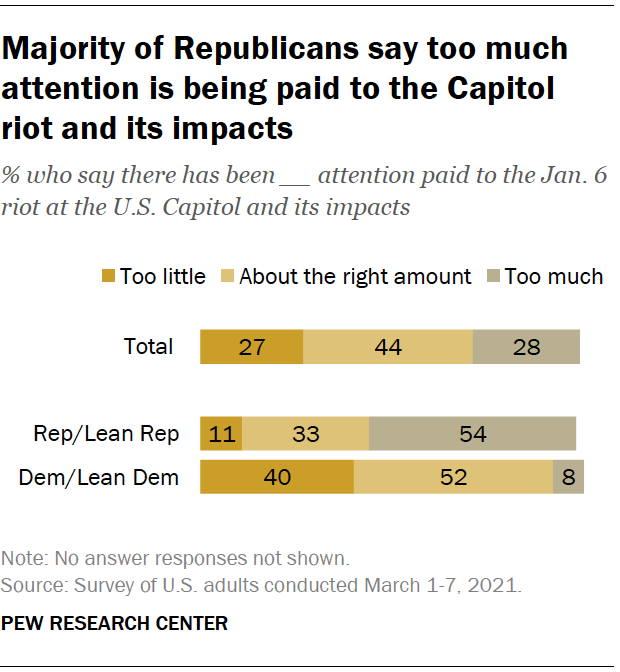 Majority of Republicans say too much
attention is being paid to the Capitol
riot and its impacts
% who say there has been ___ attention paid to the Jan. 6
riot at the U.S. Capitol and its impacts
Too little About the right amount Too much
Total 27 44 28
Rep/Lean Rep 11 33 54
Dem/Lean Dem 40 52 8
Note: No answer responses not shown.
Source: Survey of U.S. adults conducted March 1-7, 2021.
PEW RESEARCH CENTER